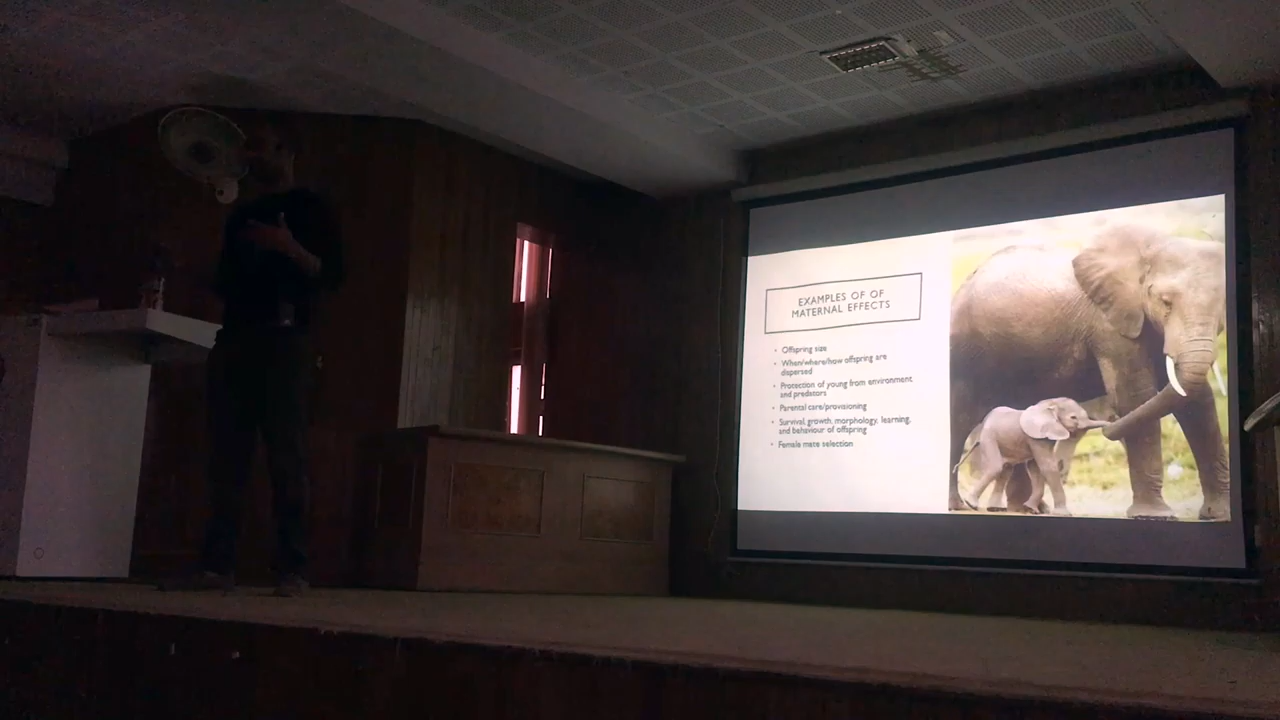 EXAMPLES OF OF
MATERNAL EFFECTS
• Offspring size
• When/where/how offspring are
dispersed
• Protection of young from environment
and predators
• Parental care/provisioning
• Survival, growth, morphology, learning,
and behaviour of offspring
• Female mate selection